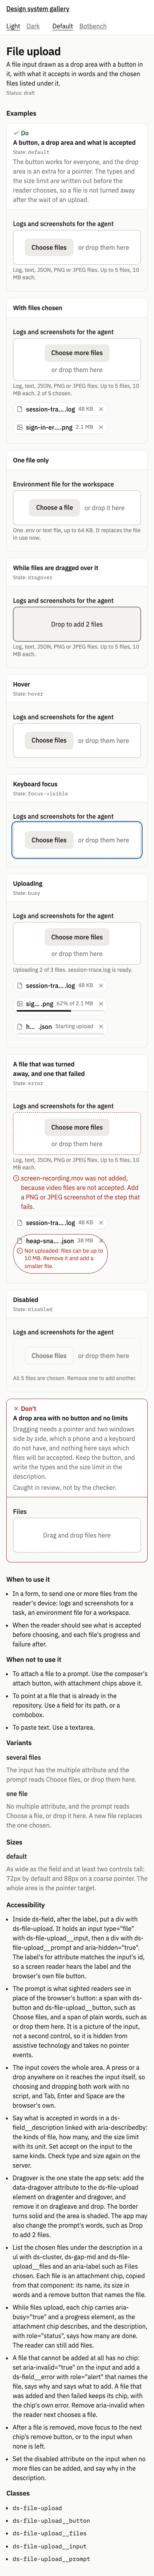 Design system gallery
Light Dark Default Botbench
File upload
A file input drawn as a drop area with a button in
it, with what it accepts in words and the chosen
files listed under it.
Status: draft
Examples
✓ Do
A button, a drop area and what is accepted
State: default
The button works for everyone, and the drop
area is an extra for a pointer. The types and
the size limit are written out before the
reader chooses, so a file is not turned away
after the wait of an upload.
Logs and screenshots for the agent
Choose files or drop them here
Log, text, JSON, PNG or JPEG files. Up to 5 files, 10
MB each.
With files chosen
Logs and screenshots for the agent
Choose more files
or drop them here
Log, text, JSON, PNG or JPEG files. Up to 5 files, 10
MB each. 2 of 5 chosen.
session-tra… .log 48 KB ×
sign-in-er….png 2.1 MB ×
One file only
Environment file for the workspace
Choose a file or drop it here
One .env or text file, up to 64 KB. It replaces the file
in use now.
While files are dragged over it
State: dragover
Logs and screenshots for the agent
Drop to add 2 files
Log, text, JSON, PNG or JPEG files. Up to 5 files, 10
MB each.
Hover
State: hover
Logs and screenshots for the agent
Choose files or drop them here
Keyboard focus
State: focus-visible
Logs and screenshots for the agent
Choose files or drop them here
Uploading
State: busy
Logs and screenshots for the agent
Choose more files
or drop them here
Uploading 2 of 3 files. session-trace.log is ready.
session-tra… .log 48 KB ×
sig… .png 62% of 2.1 MB ×
h… .json Starting upload ×
A file that was turned
away, and one that failed
State: error
Logs and screenshots for the agent
Choose more files
or drop them here
Log, text, JSON, PNG or JPEG files. Up to 5 files, 10
MB each.
screen-recording.mov was not added,
because video files are not accepted. Add
a PNG or JPEG screenshot of the step that
fails.
session-tra… .log 48 KB ×
heap-sna… .json 38 MB ×
Not uploaded: files can be up to
10 MB. Remove it and add a
smaller file.
Disabled
State: disabled
Logs and screenshots for the agent
Choose files or drop them here
All 5 files are chosen. Remove one to add another.
× Don't
A drop area with no button and no limits
Dragging needs a pointer and two windows
side by side, which a phone and a keyboard
do not have, and nothing here says which
files will be accepted. Keep the button, and
write the types and the size limit in the
description.
Caught in review, not by the checker.
Files
Drag and drop files here
When to use it
• In a form, to send one or more files from the
reader's device: logs and screenshots for a
task, an environment file for a workspace.
• When the reader should see what is accepted
before choosing, and each file's progress and
failure after.
When not to use it
• To attach a file to a prompt. Use the composer's
attach button, with attachment chips above it.
• To point at a file that is already in the
repository. Use a field for its path, or a
combobox.
• To paste text. Use a textarea.
Variants
several files
The input has the multiple attribute and the
prompt reads Choose files, or drop them here.
one file
No multiple attribute, and the prompt reads
Choose a file, or drop it here. A new file replaces
the one chosen.
Sizes
default
As wide as the field and at least two controls tall:
72px by default and 88px on a coarse pointer. The
whole area is the pointer target.
Accessibility
• Inside ds-field, after the label, put a div with
ds-file-upload. It holds an input type="file"
with ds-file-upload__input, then a div with ds-
file-upload__prompt and aria-hidden="true".
The label's for attribute matches the input's id,
so a screen reader hears the label and the
browser's own file button.
• The prompt is what sighted readers see in
place of the browser's button: a span with ds-
button and ds-file-upload__button, such as
Choose files, and a span of plain words, such as
or drop them here. It is a picture of the input,
not a second control, so it is hidden from
assistive technology and takes no pointer
events.
• The input covers the whole area. A press or a
drop anywhere on it reaches the input itself, so
choosing and dropping both work with no
script, and Tab, Enter and Space are the
browser's own.
• Say what is accepted in words in a ds-
field__description linked with aria-describedby:
the kinds of file, how many, and the size
limit with its unit. Set accept on the input to the
same kinds. Check type and size again on the
server.
• Dragover is the one state the app sets: add the
data-dragover attribute to the ds-file-upload
element on dragenter and dragover, and
remove it on dragleave and drop. The border
turns solid and the area is shaded. The app may
also change the prompt's words, such as Drop
to add 2 files.
• List the chosen files under the description in a
ul with ds-cluster, ds-gap-md and ds-file-
upload__files and an aria-label such as Files
chosen. Each file is an attachment chip, copied
from that component: its name, its size in
words and a remove button that names the file.
• While files upload, each chip carries aria-
busy="true" and a progress element, as the
attachment chip describes, and the description,
with role="status", says how many are done.
The reader can still add files.
• A file that cannot be added at all has no chip:
set aria-invalid="true" on the input and add a
ds-field__error with role="alert" that names the
file, says why and says what to add. A file that
was added and then failed keeps its chip, with
the chip's own error. Remove aria-invalid when
the reader next chooses a file.
• After a file is removed, move focus to the next
chip's remove button, or to the input when
none is left.
• Set the disabled attribute on the input when no
more files can be added, and say why in the
description.
Classes
• ds-file-upload
• ds-file-upload__button
• ds-file-upload__files
• ds-file-upload__input
• ds-file-upload__prompt